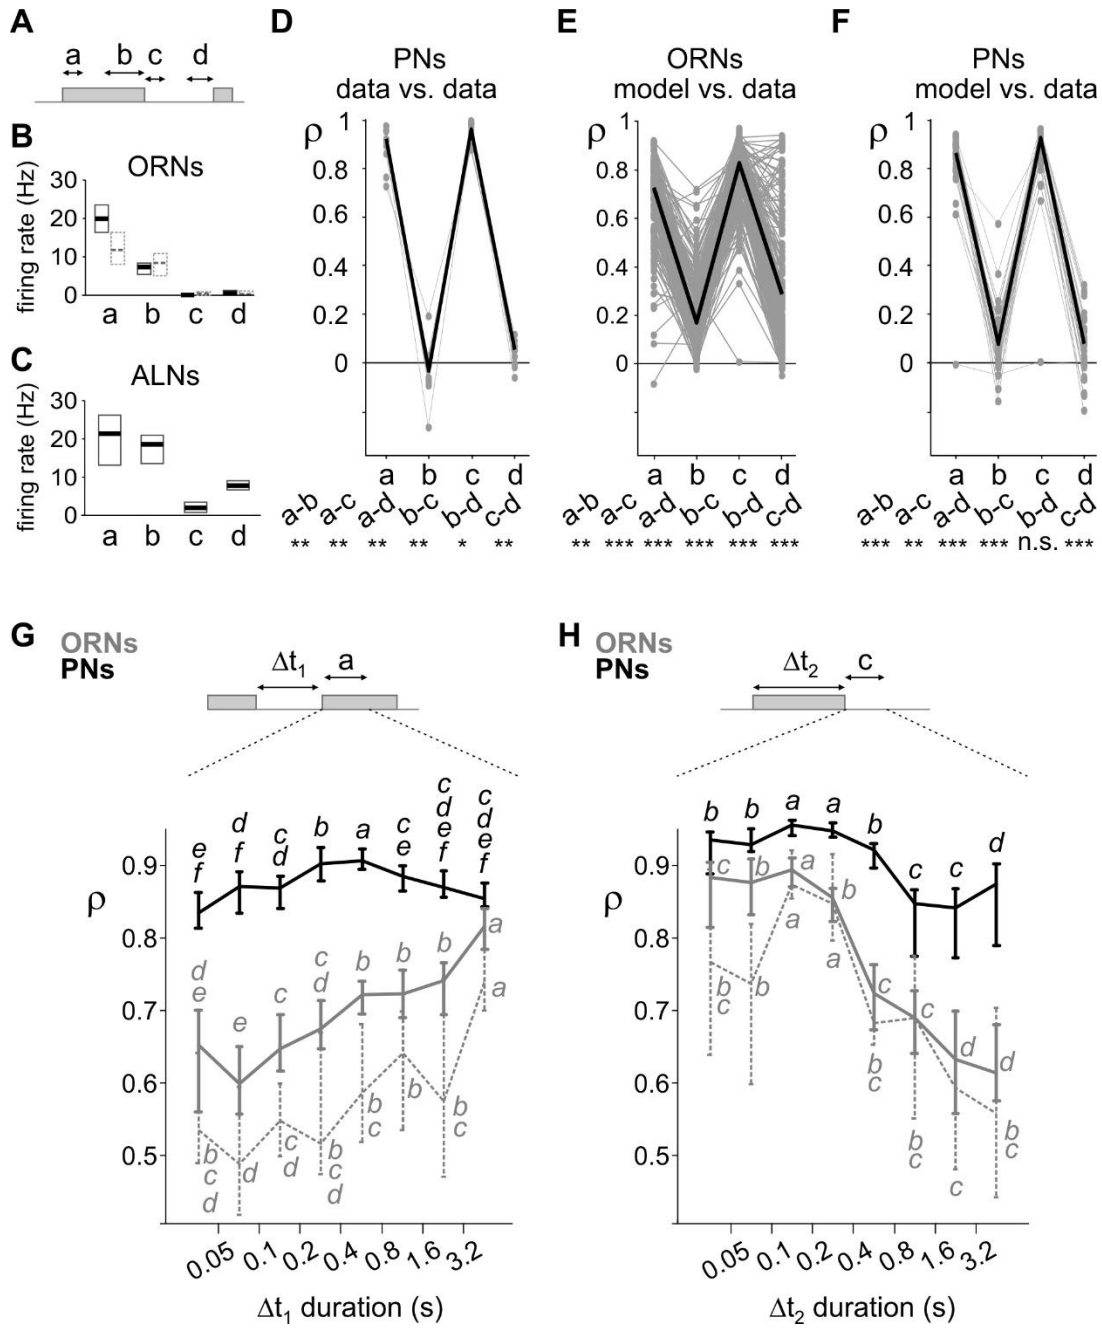 A
a b c d
B
ORNs
firing rate (Hz)
30
20
10
0
a b c d
C
ALNs
firing rate (Hz)
30
20
10
0
a b c d
D
PNs
data vs. data
ρ
1
0.8
0.6
0.4
0.2
0
a b c d
a-b a-c a-d b-c b-d c-d
** ** ** ** * **
E
ORNs
model vs. data
ρ
1
0.8
0.6
0.4
0.2
0
a b c d
a-b a-c a-d b-c b-d c-d
** *** *** *** *** ***
F
PNs
model vs. data
ρ
1
0.8
0.6
0.4
0.2
0
a b c d
a-b a-c a-d b-c b-d c-d
*** ** *** *** n.s. ***
G
ORNs
PNs
Δt1 a
ρ
0.9
0.8
0.7
0.6
0.5
e f
d f
c d
b
a
c e
c d e f
c d e f
d e
e
c
c d
b
b
b
a
b c d
d
c d
b c d
b c
b
b c
a
0.05 0.1 0.2 0.4 0.8 1.6 3.2
Δt1 duration (s)
H
ORNs
PNs
Δt2 c
ρ
0.9
0.8
0.7
0.6
0.5
b
b
a
a
b
c
c
d
b
b
a
b
c
c
d
d
b c
b
a
a
b c
b c
c
b c
0.05 0.1 0.2 0.4 0.8 1.6 3.2
Δt2 duration (s)